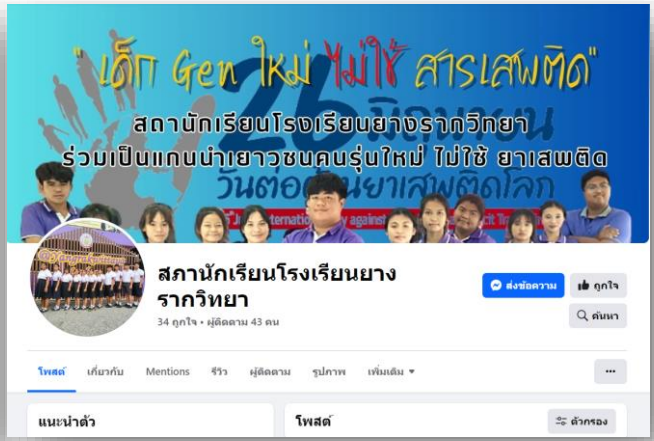 " เด็ก Gen ใหม่ ไม่ใช้ สารเสพติด"
สถานักเรียนโรงเรียนยางรากวิทยา
ร่วมเป็นแกนนำเยาวชนคนรุ่นใหม่ ไม่ใช้ ยาเสพติด
26 มิถุนายน
วันต่อต้านยาเสพติดโลก
สภานักเรียนโรงเรียนยาง
รากวิทยา
34 ถูกใจ • ผู้ติดตาม 43 คน
ส่งข้อความ
ถูกใจ
ค้นหา
โพสต์ เกี่ยวกับ Mentions รีวิว ผู้ติดตาม รูปภาพ เพิ่มเติม
แนะนำตัว
โพสต์
ตัวกรอง